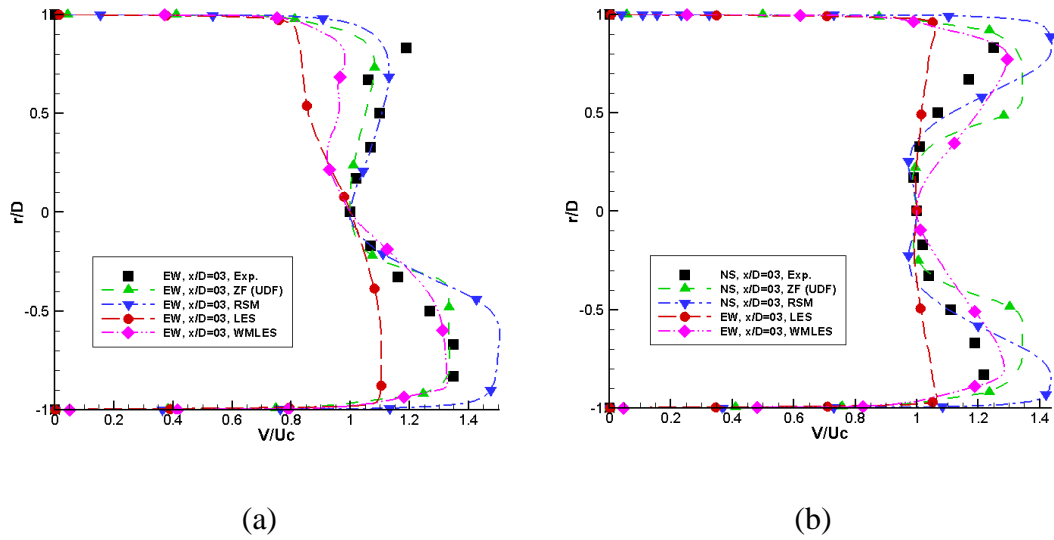 r/D
1
0.5
0
-0.5
-1
0 0.2 0.4 0.6 0.8 1 1.2 1.4
V/Uc
EW, x/D=03, Exp.
EW, x/D=03, ZF (UDF)
EW, x/D=03, RSM
EW, x/D=03, LES
EW, x/D=03, WMLES
(a)
r/D
1
0.5
0
-0.5
-1
0 0.2 0.4 0.6 0.8 1 1.2 1.4
V/Uc
NS, x/D=03, Exp.
NS, x/D=03, ZF (UDF)
NS, x/D=03, RSM
EW, x/D=03, LES
EW, x/D=03, WMLES
(b)